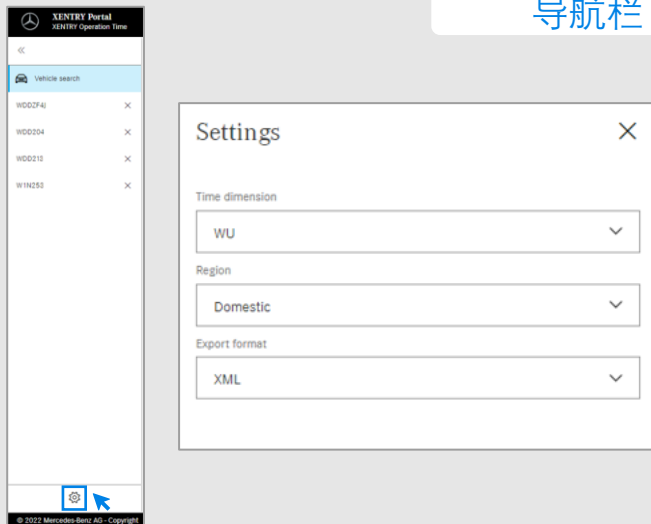 导航栏
XENTRY Portal
XENTRY Operation Time
Vehicle search
WDDZF4J
WDD204
WDD213
W1N253
© 2022 Mercedes-Benz AG - Copyright
Settings
Time dimension
WU
Region
Domestic
Export format
XML